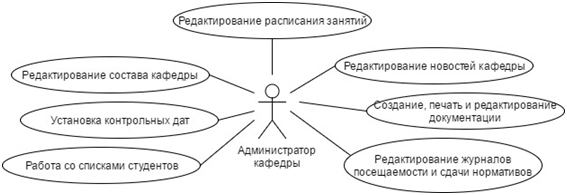 Редактирование расписания занятий
Редактирование состава кафедры
Редактирование новостей кафедры
Установка контрольных дат
Создание, печать и редактирование
документации
Работа со списками студентов
Администратор
кафедры
Редактирование журналов
посещаемости и сдачи нормативов